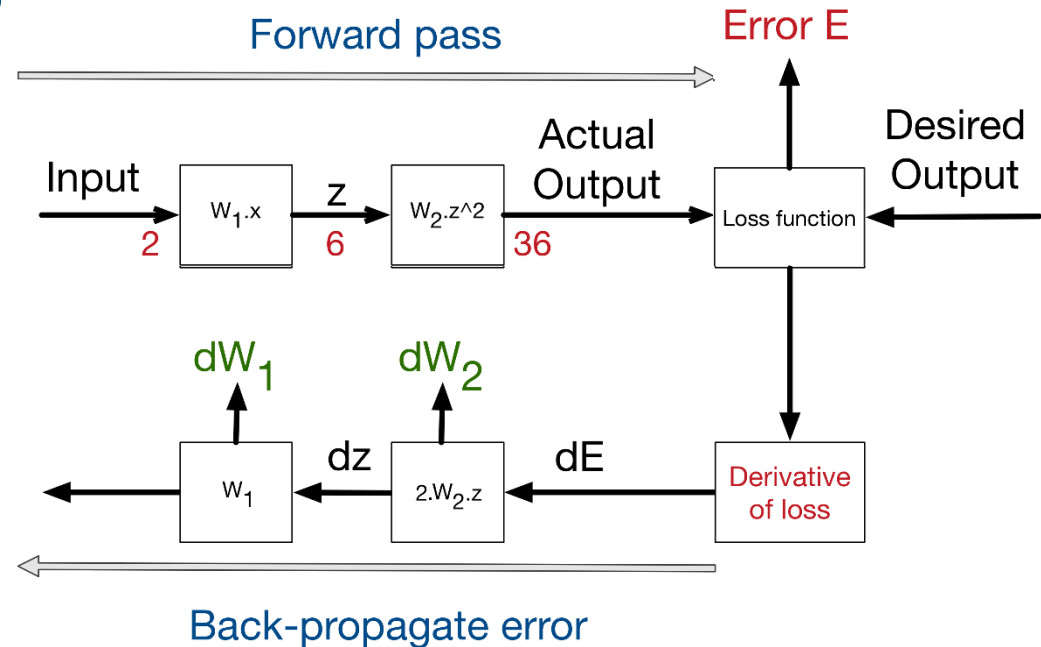 Forward pass
Error E
Input
W₁.x
z
W₂.z^2
Actual
Output
Loss function
Desired
Output
2
6
36
dW₁
dW₂
W₁
dz
2.W₂.z
dE
Derivative
of loss
Back-propagate error